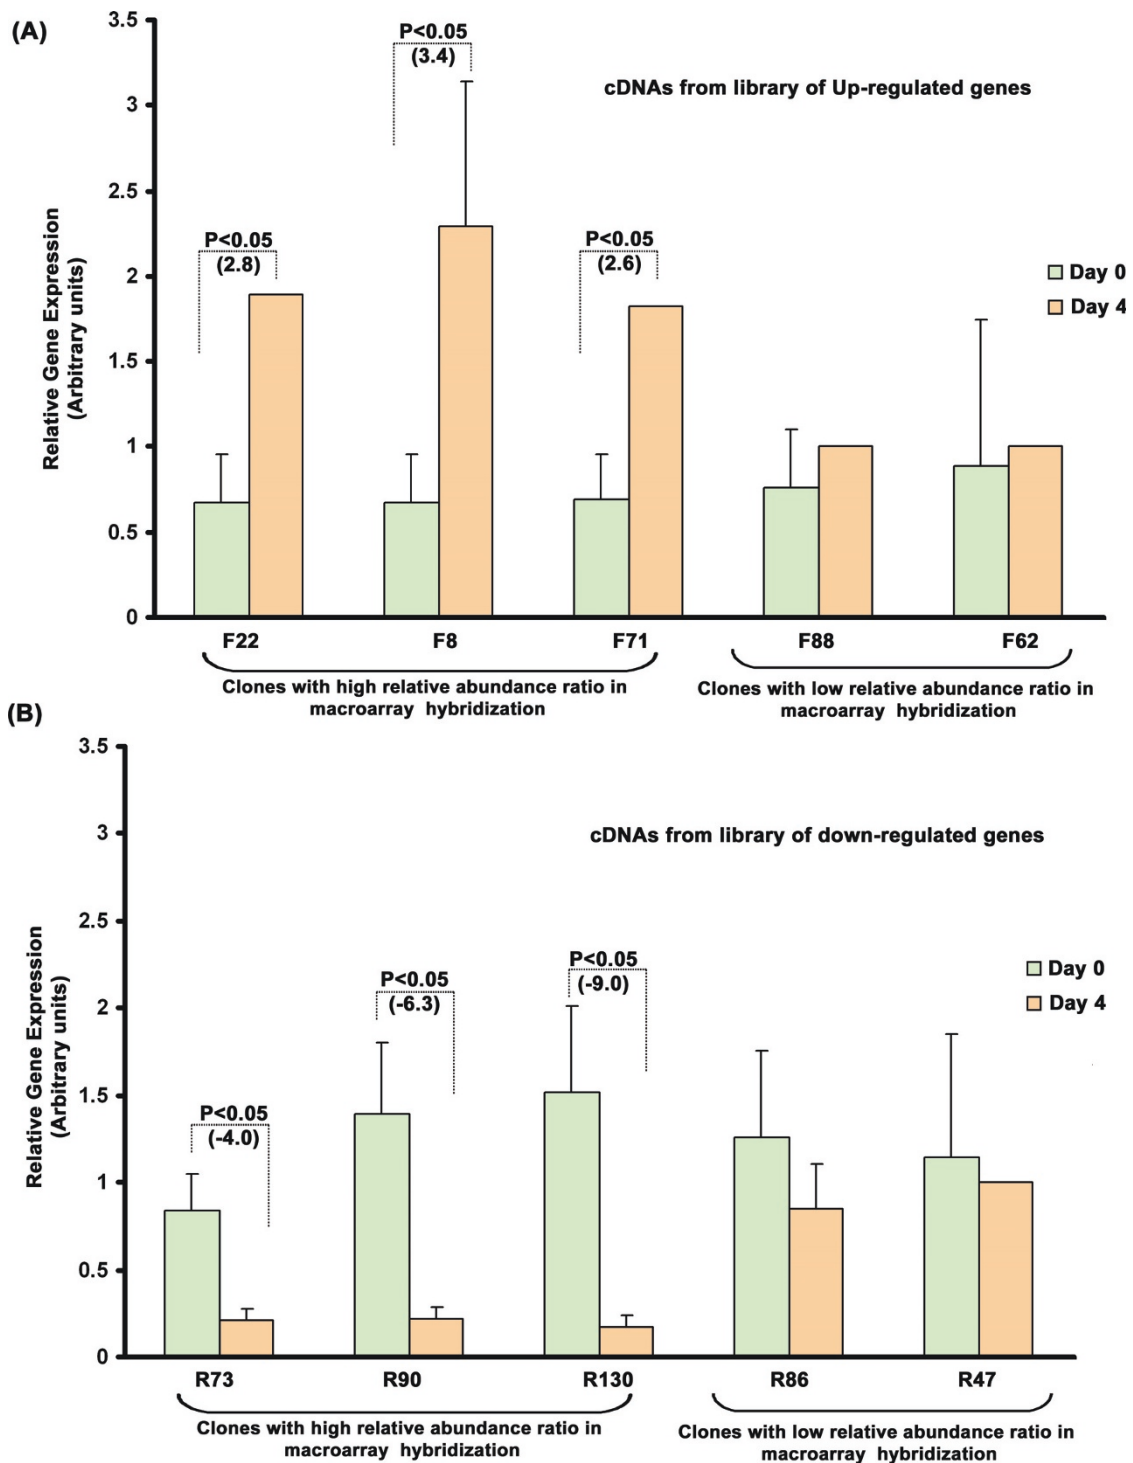 (A)
3.5
3
2.5
2
1.5
1
0.5
0
Relative Gene Expression
(Arbitrary units)
cDNAs from library of Up-regulated genes
P<0.05
(2.8)
P<0.05
(3.4)
P<0.05
(2.6)
Day 0
Day 4
F22 F8 F71 F88 F62
Clones with high relative abundance ratio in
macroarray hybridization
Clones with low relative abundance ratio in
macroarray hybridization
(B)
3.5
3
2.5
2
1.5
1
0.5
0
Relative Gene Expression
(Arbitrary units)
cDNAs from library of down-regulated genes
P<0.05
(-4.0)
P<0.05
(-6.3)
P<0.05
(-9.0)
Day 0
Day 4
R73 R90 R130 R86 R47
Clones with high relative abundance ratio in
macroarray hybridization
Clones with low relative abundance ratio in
macroarray hybridization